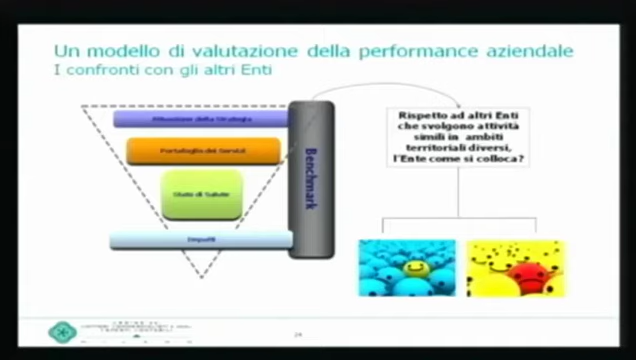 Un modello di valutazione della performance aziendale
I confronti con gli altri Enti
Attuazione della Strategia
Portafoglio dei Servizi
Stato di Salute
Impatti
Benchmark
Rispetto ad altri Enti
che svolgono attività
simili in ambiti
territoriali diversi,
l'Ente come si colloca?
24